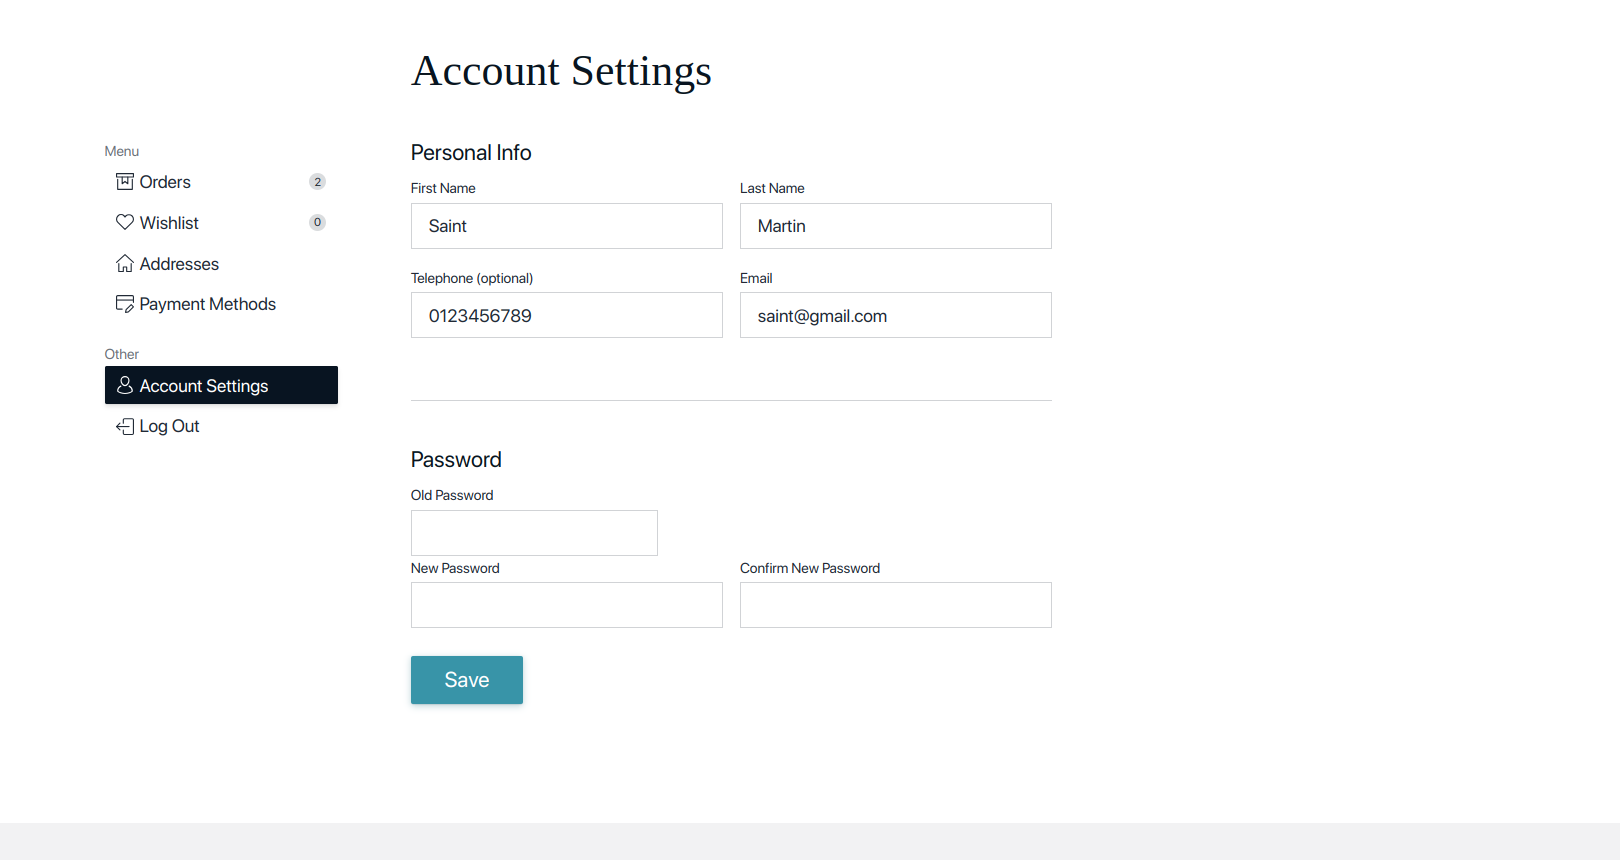 Account Settings
Menu
Orders 2
Wishlist 0
Addresses
Payment Methods
Other
Account Settings
Log Out
Personal Info
First Name Last Name
Saint Martin
Telephone (optional) Email
0123456789 saint@gmail.com
Password
Old Password
New Password Confirm New Password
Save